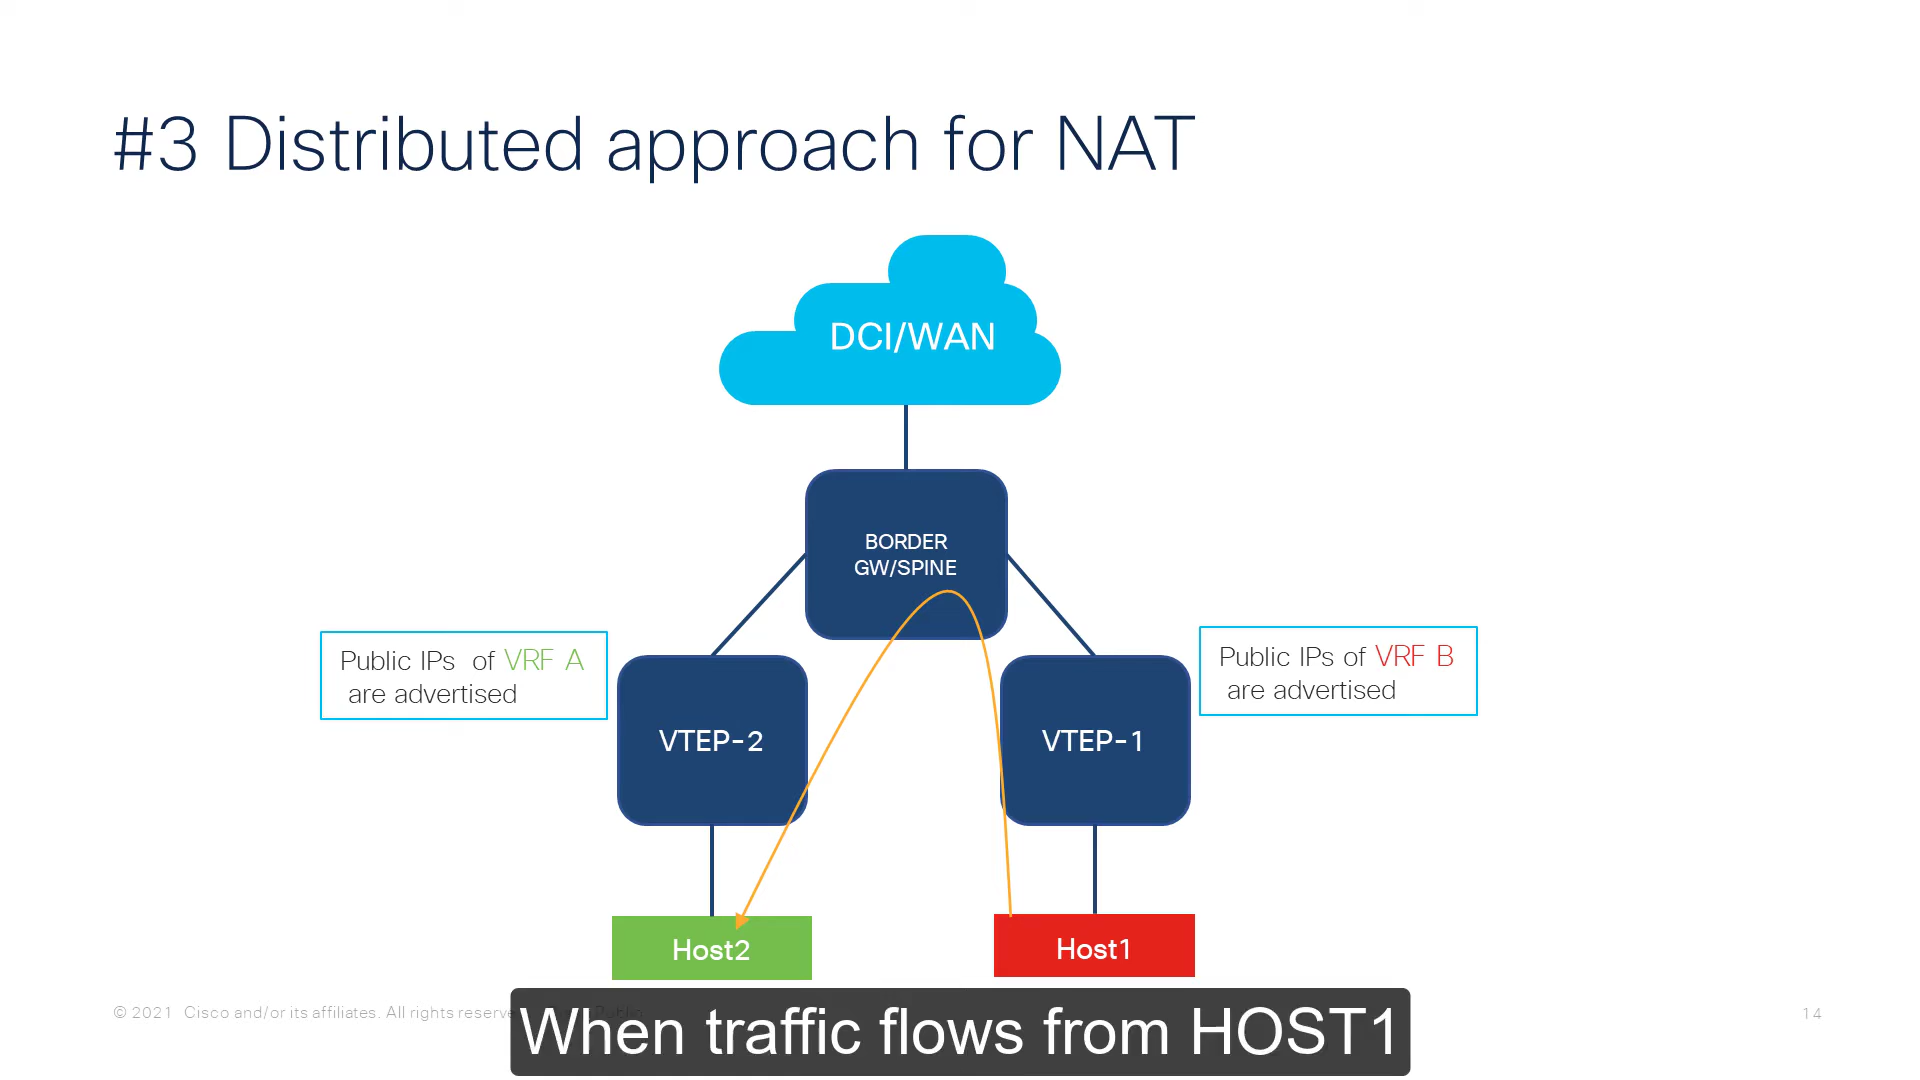 #3 Distributed approach for NAT
DCI/WAN
BORDER
GW/SPINE
Public IPs of VRF A
are advertised
Public IPs of VRF B
are advertised
VTEP-2
VTEP-1
Host2
Host1
© 2021 Cisco and/or its affiliates. All rights reserve
14
When traffic flows from HOST1